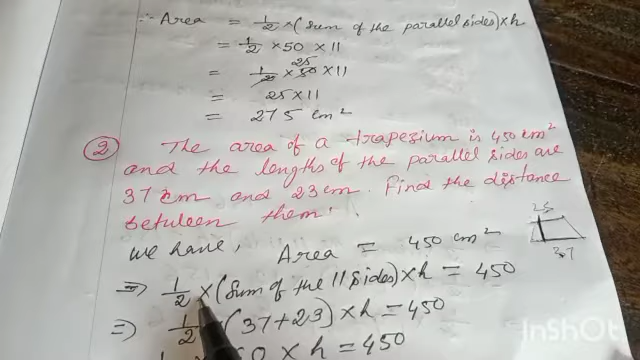 ∴ Area = 1/2 × (sum of the parallel sides) × h
= 1/2 × 50 × 11
= 1/2 × 50 × 11 25
= 25 × 11
= 275 cm²
② The area of a trapezium is 450 cm²
and the lengths of the parallel sides are
37 cm and 23 cm. Find the distance
between them.
we have, Area = 450 cm²
⇒ 1/2 × (sum of the 11 sides) × h = 450
⇒ 1/2 (37+23) × h = 450
× h = 450
37
InShot